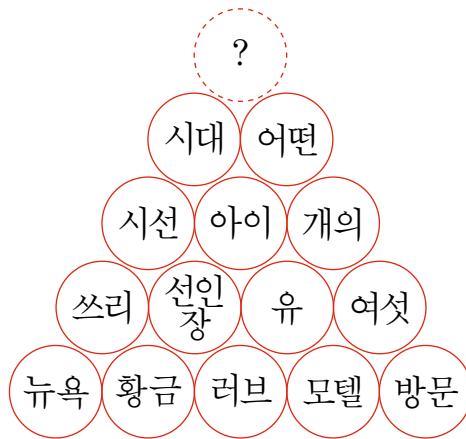 ?
시대 어떤
시선 아이 개의
쓰리 선인장 유 여섯
뉴욕 황금 러브 모텔 방문